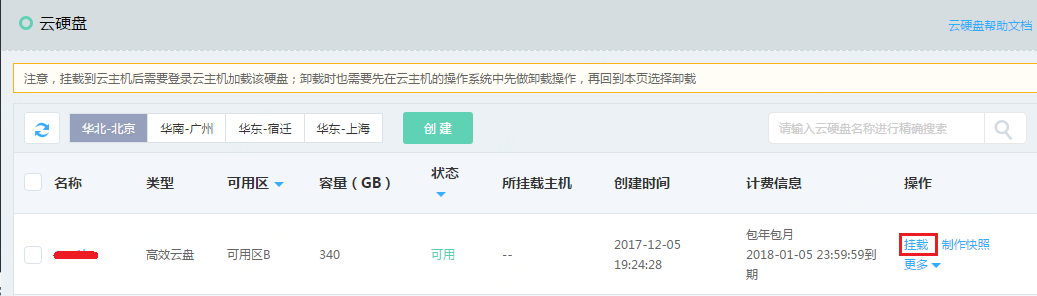 云硬盘
云硬盘帮助文档
注意，挂载到云主机后需要登录云主机加载该硬盘；卸载时也需要先在云主机的操作系统中先做卸载操作，再回到本页选择卸载
华北-北京 华南-广州 华东-宿迁 华东-上海 创 建 请输入云硬盘名称进行精确搜索
名称 类型 可用区 容量（GB） 状态 所挂载主机 创建时间 计费信息 操作
高效云盘 可用区B 340 可用 --
2017-12-05
19:24:28
包年包月
2018-01-05 23:59:59到
期
挂载 制作快照
更多